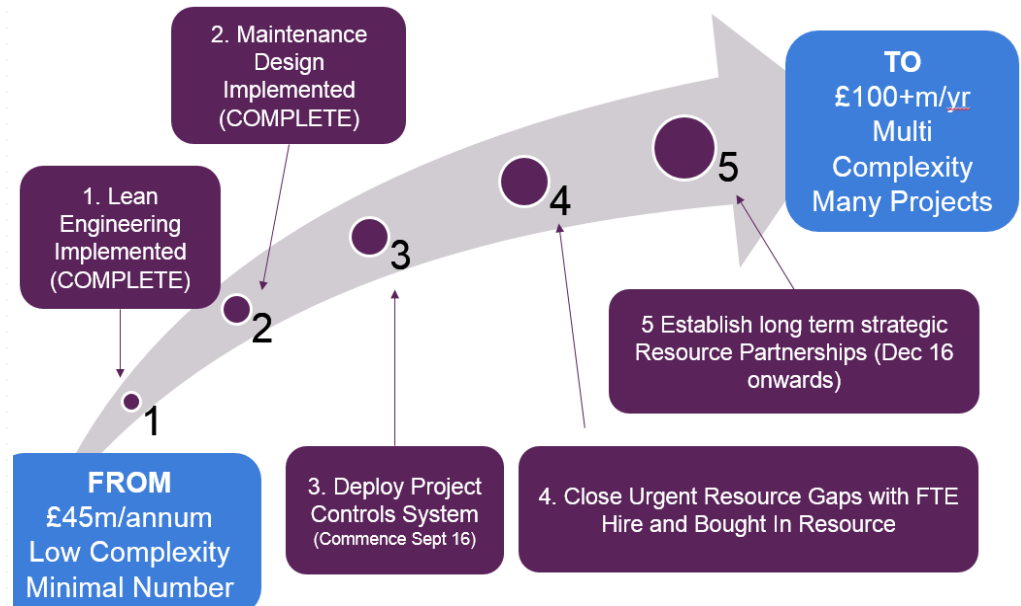 2. Maintenance
Design
Implemented
(COMPLETE)
TO
£100+m/yr
Multi
Complexity
Many Projects
1. Lean
Engineering
Implemented
(COMPLETE)
5
4
3
2
1
5 Establish long term strategic
Resource Partnerships (Dec 16
onwards)
FROM
£45m/annum
Low Complexity
Minimal Number
3. Deploy Project
Controls System
(Commence Sept 16)
4. Close Urgent Resource Gaps with FTE
Hire and Bought In Resource